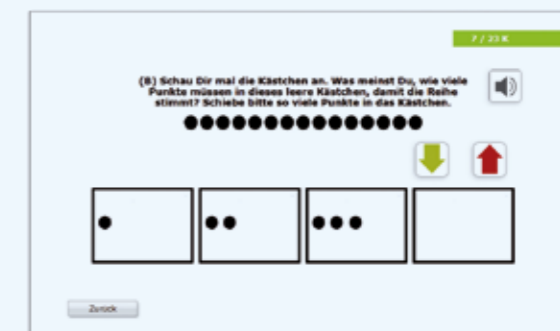 7 / 23 K
(B) Schau Dir mal die Kästchen an. Was meinst Du, wie viele
Punkte müssen in dieses leere Kästchen, damit die Reihe
stimmt? Schiebe bitte so viele Punkte in das Kästchen.
Zurück